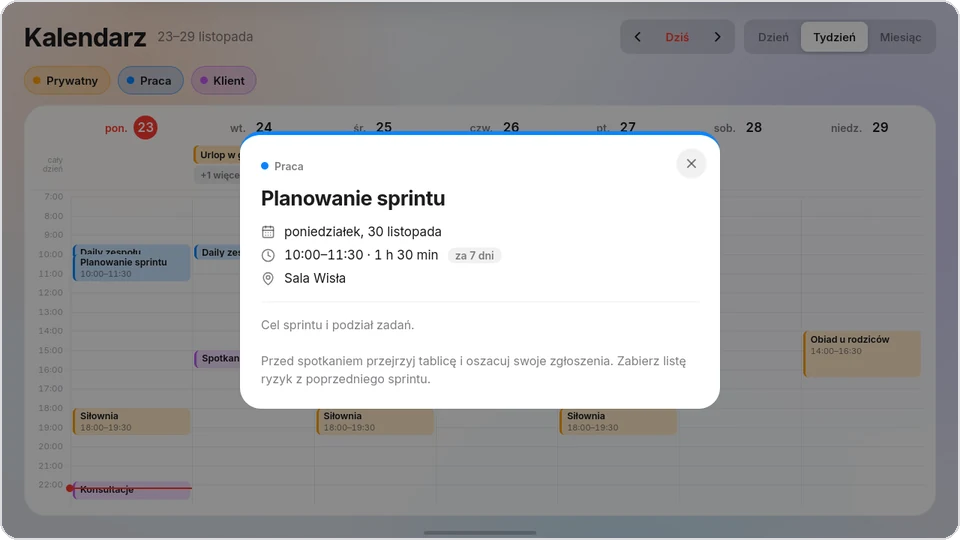 Kalendarz 23–29 listopada
Dziś
Dzień Tydzień Miesiąc
Prywatny Praca Klient
pon. 23 wt. 24 śr. 25 czw. 26 pt. 27 sob. 28 niedz. 29
cały
dzień
Urlop w
+1 więce
7:00
8:00
9:00
10:00
11:00
12:00
13:00
14:00
15:00
16:00
17:00
18:00
19:00
20:00
21:00
22:00
Daily zespołu
Planowanie sprintu
10:00–11:30
Siłownia
18:00–19:30
Konsultacje
Daily
Spotkan
Siłownia
18:00–19:30
Siłownia
18:00–19:30
Obiad u rodziców
14:00–16:30
Praca
Planowanie sprintu
poniedziałek, 30 listopada
10:00–11:30 · 1 h 30 min za 7 dni
Sala Wisła
Cel sprintu i podział zadań.
Przed spotkaniem przejrzyj tablicę i oszacuj swoje zgłoszenia. Zabierz listę
ryzyk z poprzedniego sprintu.